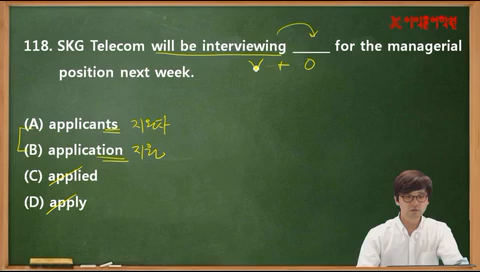 118. SKG Telecom will be interviewing _____ for the managerial
V + O
position next week.
(A) applicants 지원자
(B) application 지원
(C) applied
(D) apply